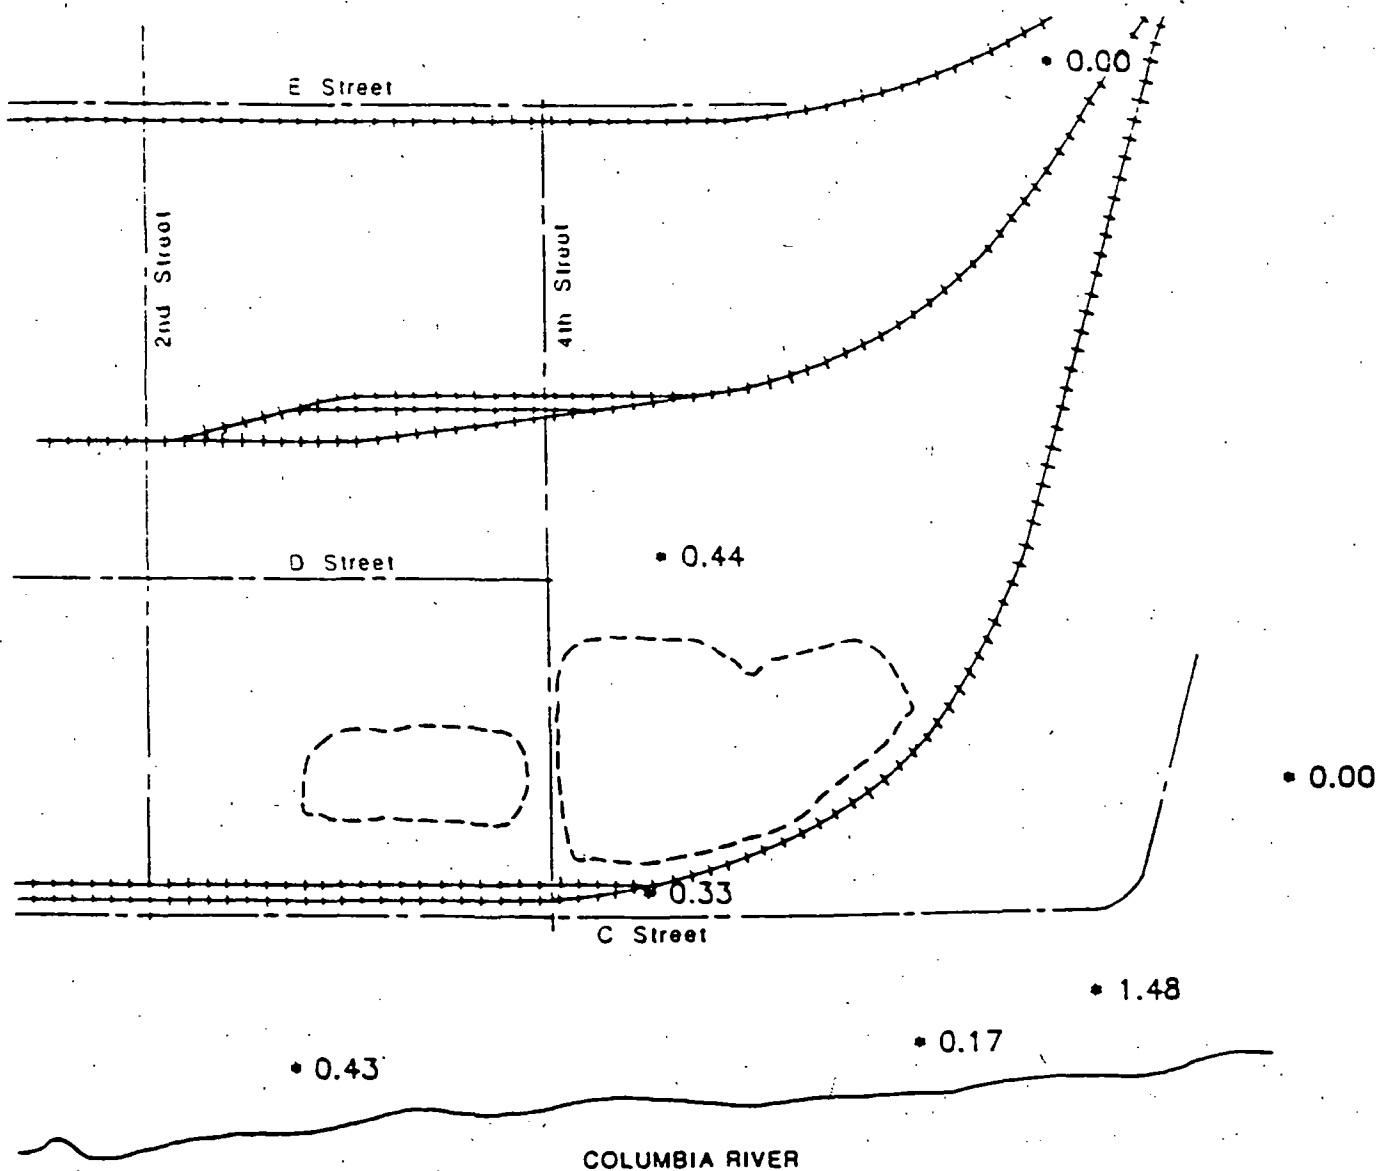 0.00
E Street
2nd Street
4th Street
0.44
D Street
0.00
0.33
C Street
1.48
0.17
0.43
COLUMBIA RIVER